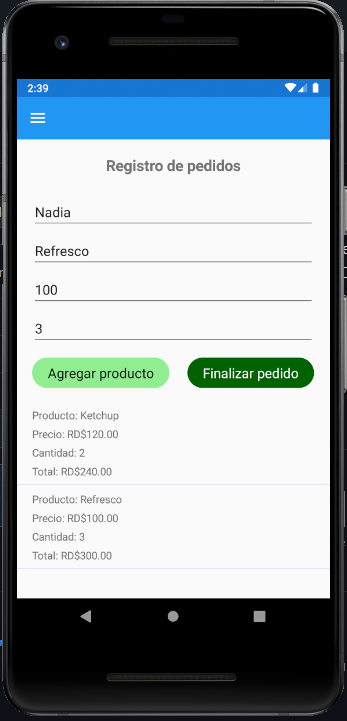 2:39
Registro de pedidos
Nadia
Refresco
100
3
Agregar producto Finalizar pedido
Producto: Ketchup
Precio: RD$120.00
Cantidad: 2
Total: RD$240.00
Producto: Refresco
Precio: RD$100.00
Cantidad: 3
Total: RD$300.00